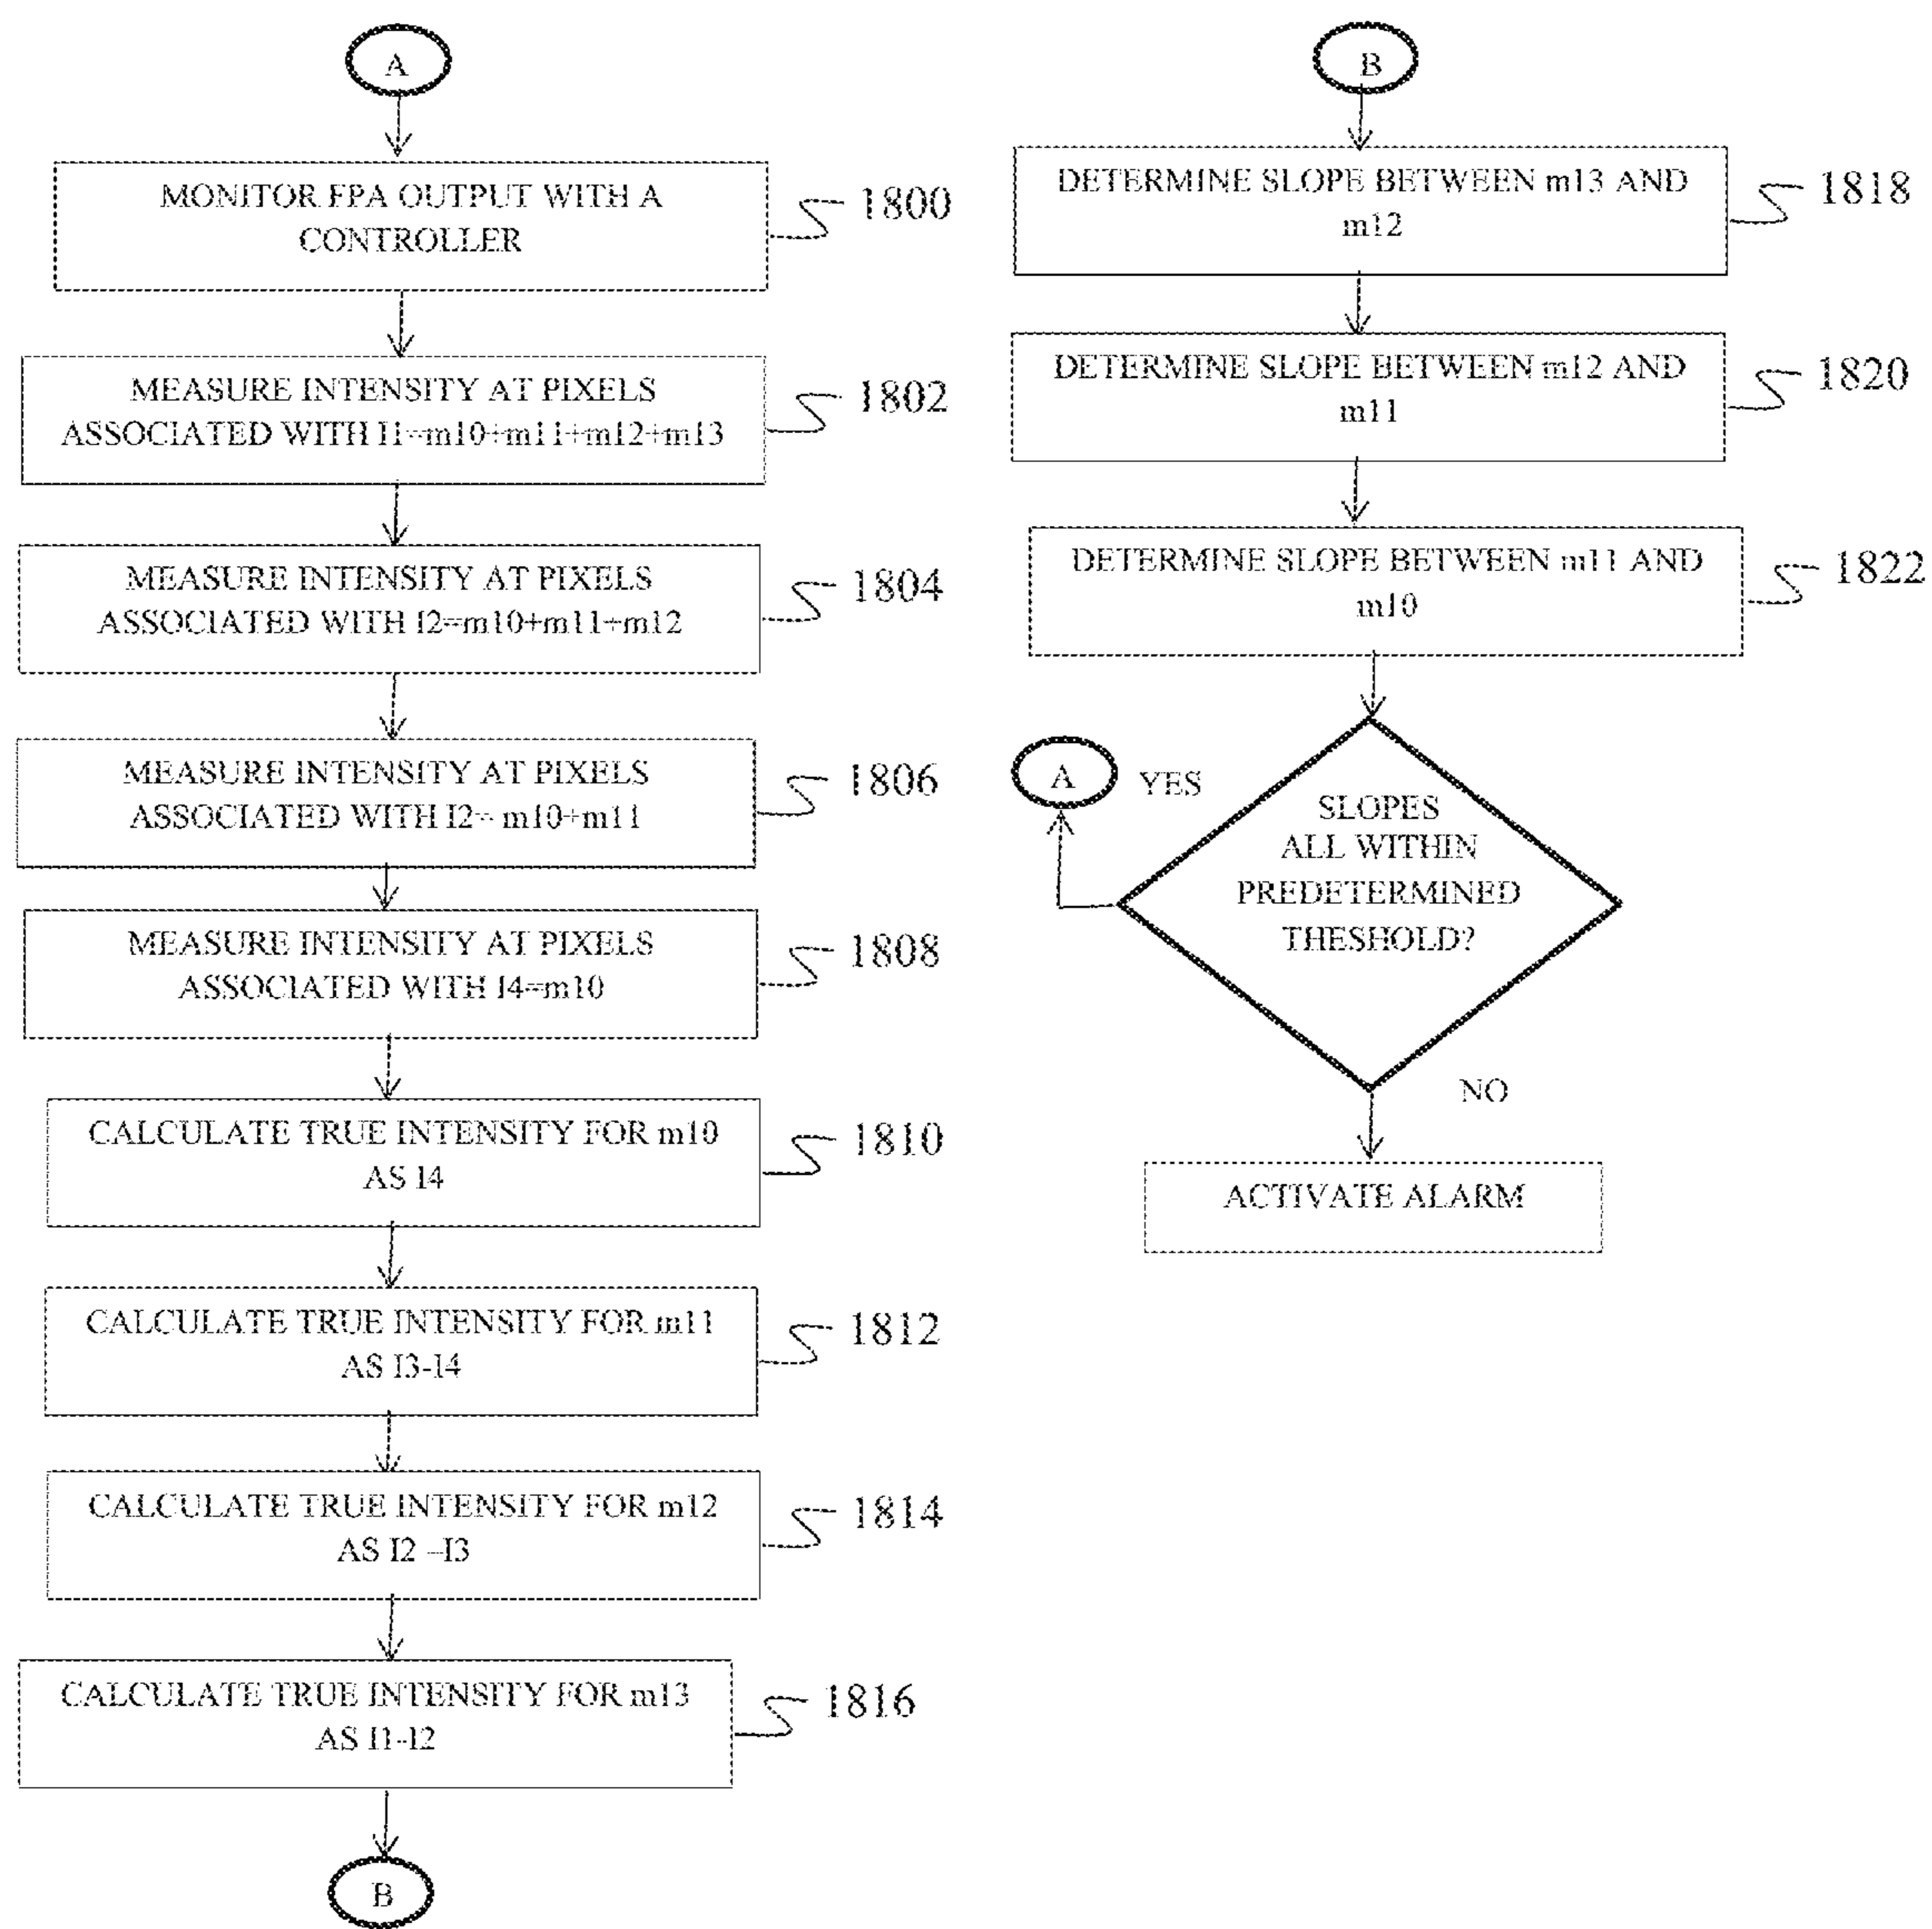 A
MONITOR FPA OUTPUT WITH A
CONTROLLER
1800
MEASURE INTENSITY AT PIXELS
ASSOCIATED WITH I1=m10+m11+m12+m13
1802
MEASURE INTENSITY AT PIXELS
ASSOCIATED WITH I2=m10+m11+m12
1804
MEASURE INTENSITY AT PIXELS
ASSOCIATED WITH I2= m10+m11
1806
MEASURE INTENSITY AT PIXELS
ASSOCIATED WITH I4=m10
1808
CALCULATE TRUE INTENSITY FOR m10
AS I4
1810
CALCULATE TRUE INTENSITY FOR m11
AS I3-I4
1812
CALCULATE TRUE INTENSITY FOR m12
AS I2 –I3
1814
CALCULATE TRUE INTENSITY FOR m13
AS I1-I2
1816
B
B
DETERMINE SLOPE BETWEEN m13 AND
m12
1818
DETERMINE SLOPE BETWEEN m12 AND
m11
1820
DETERMINE SLOPE BETWEEN m11 AND
m10
1822
A
YES
SLOPES
ALL WITHIN
PREDETERMINED
THESHOLD?
NO
ACTIVATE ALARM